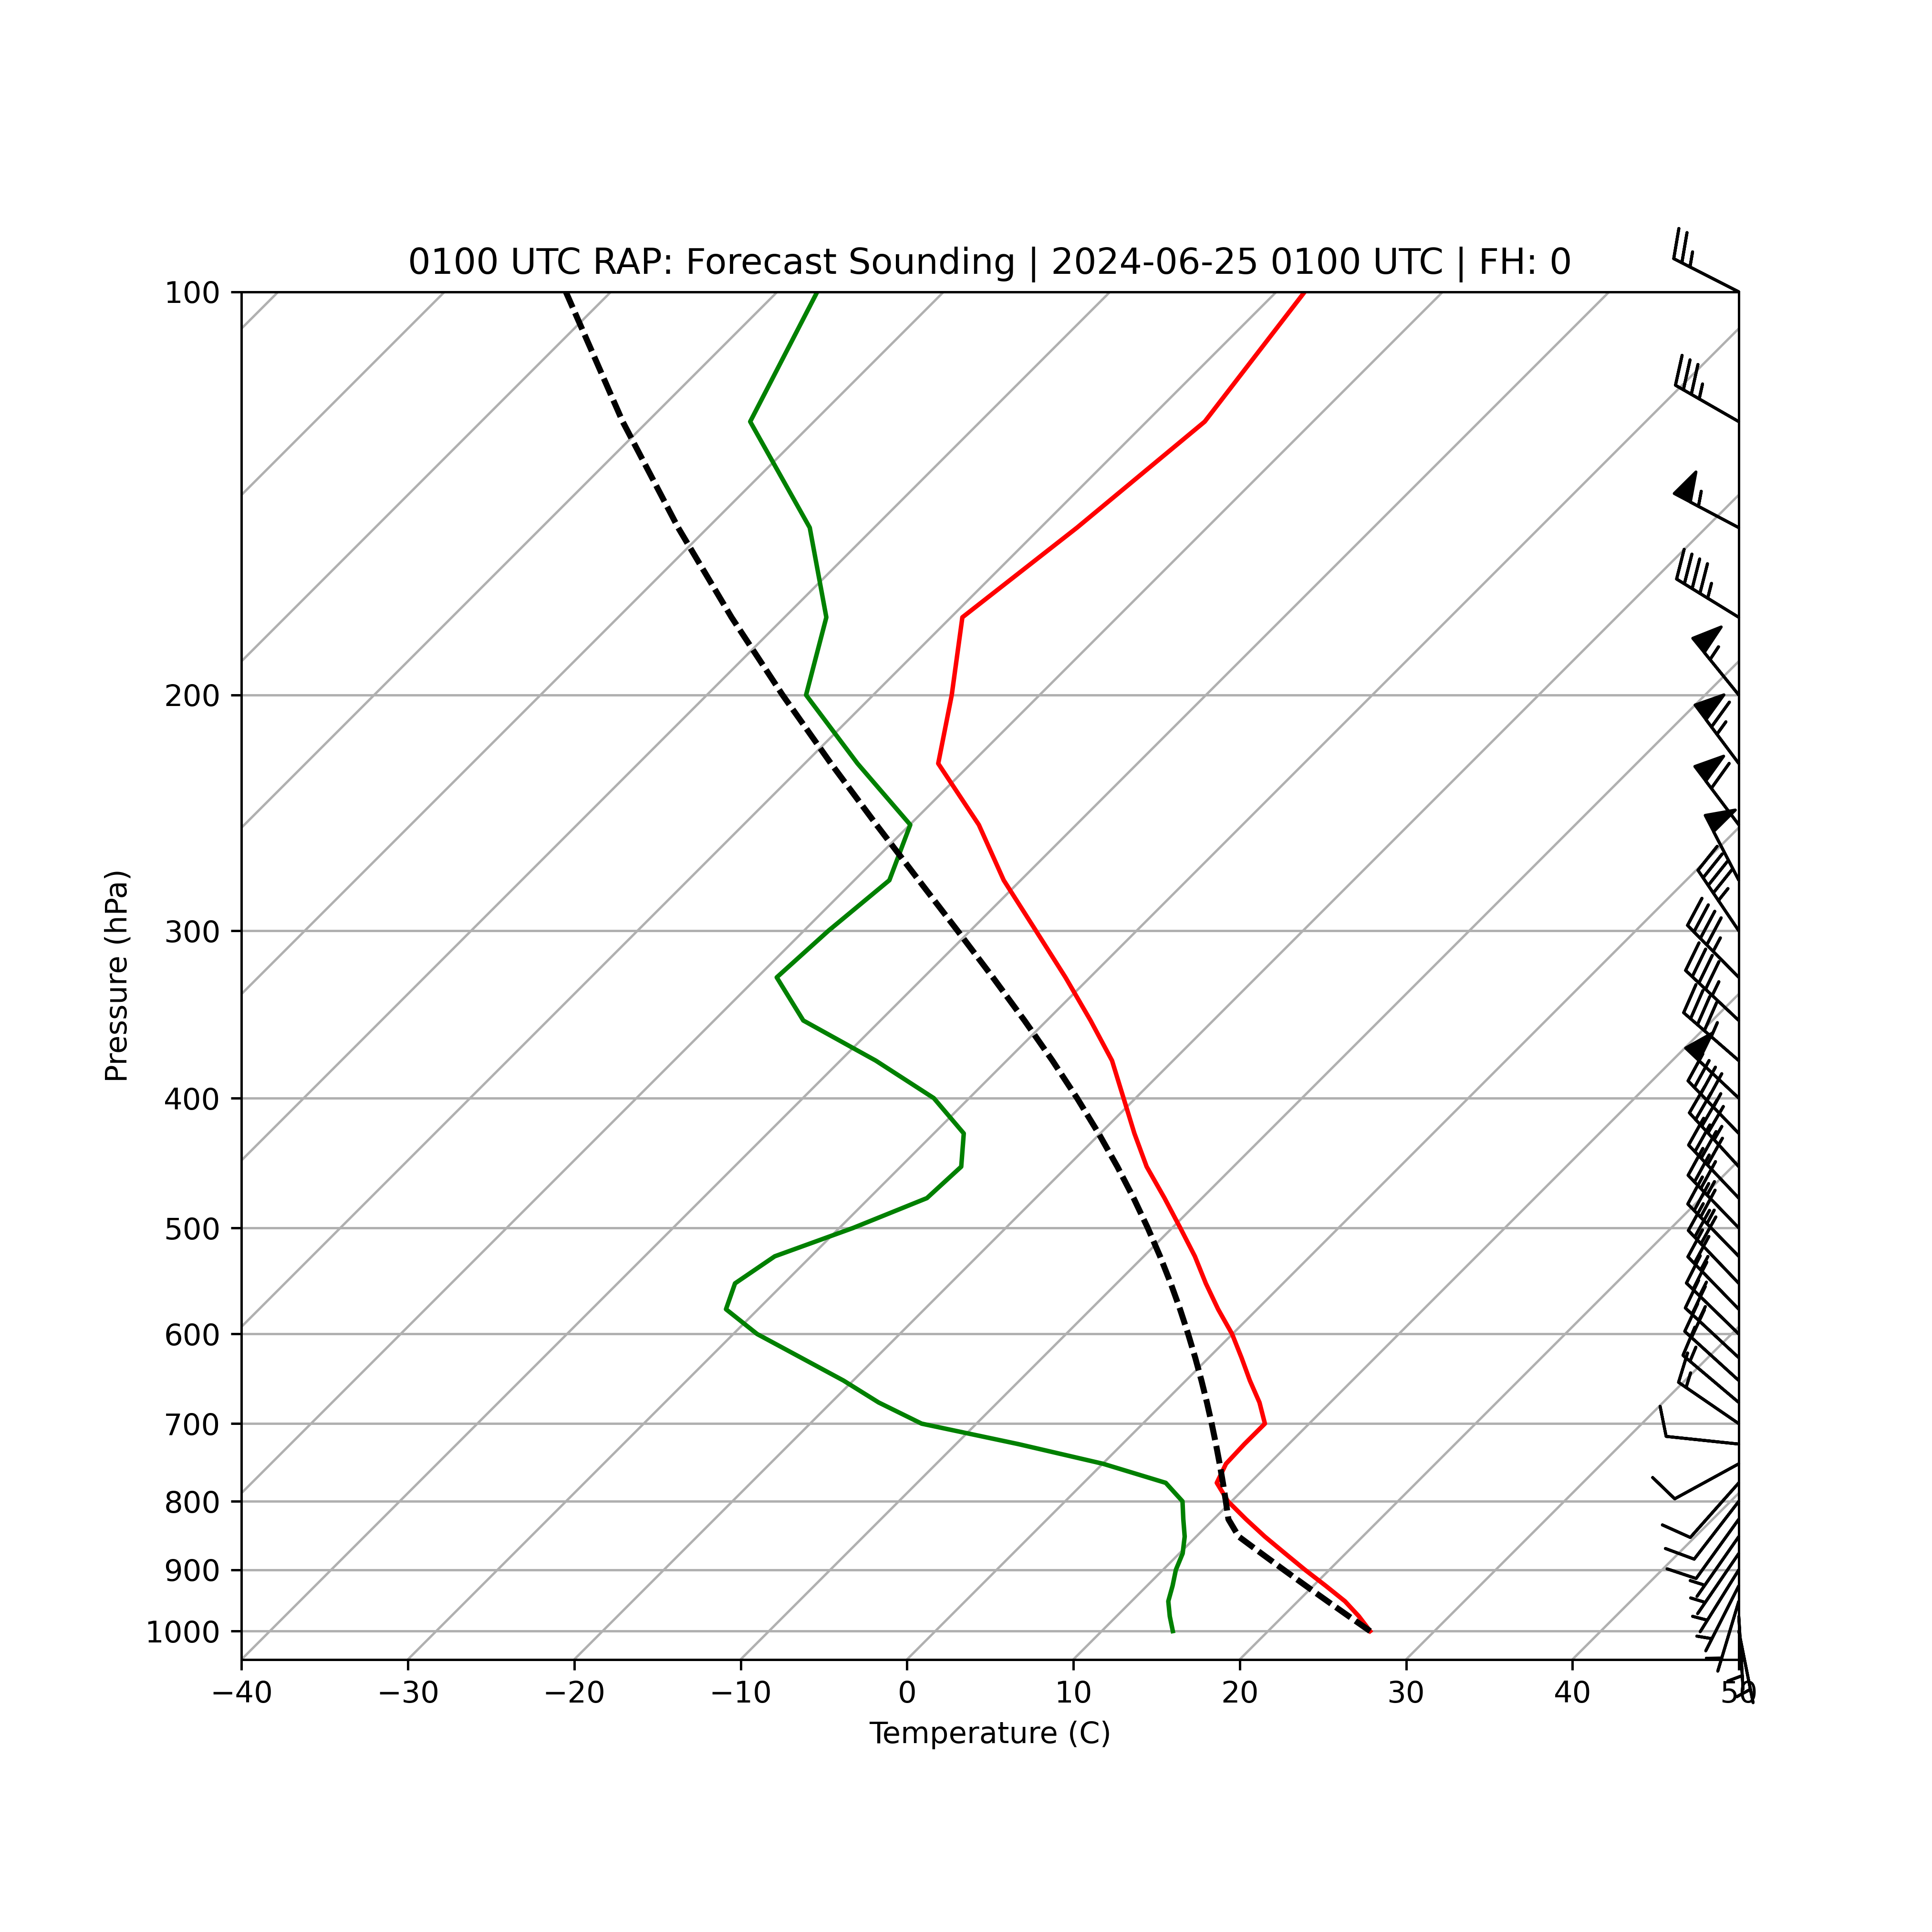 0100 UTC RAP: Forecast Sounding | 2024-06-25 0100 UTC | FH: 0
100
200
300
400
500
600
700
800
900
1000
Pressure (hPa)
−40 −30 −20 −10 0 10 20 30 40 50
Temperature (C)